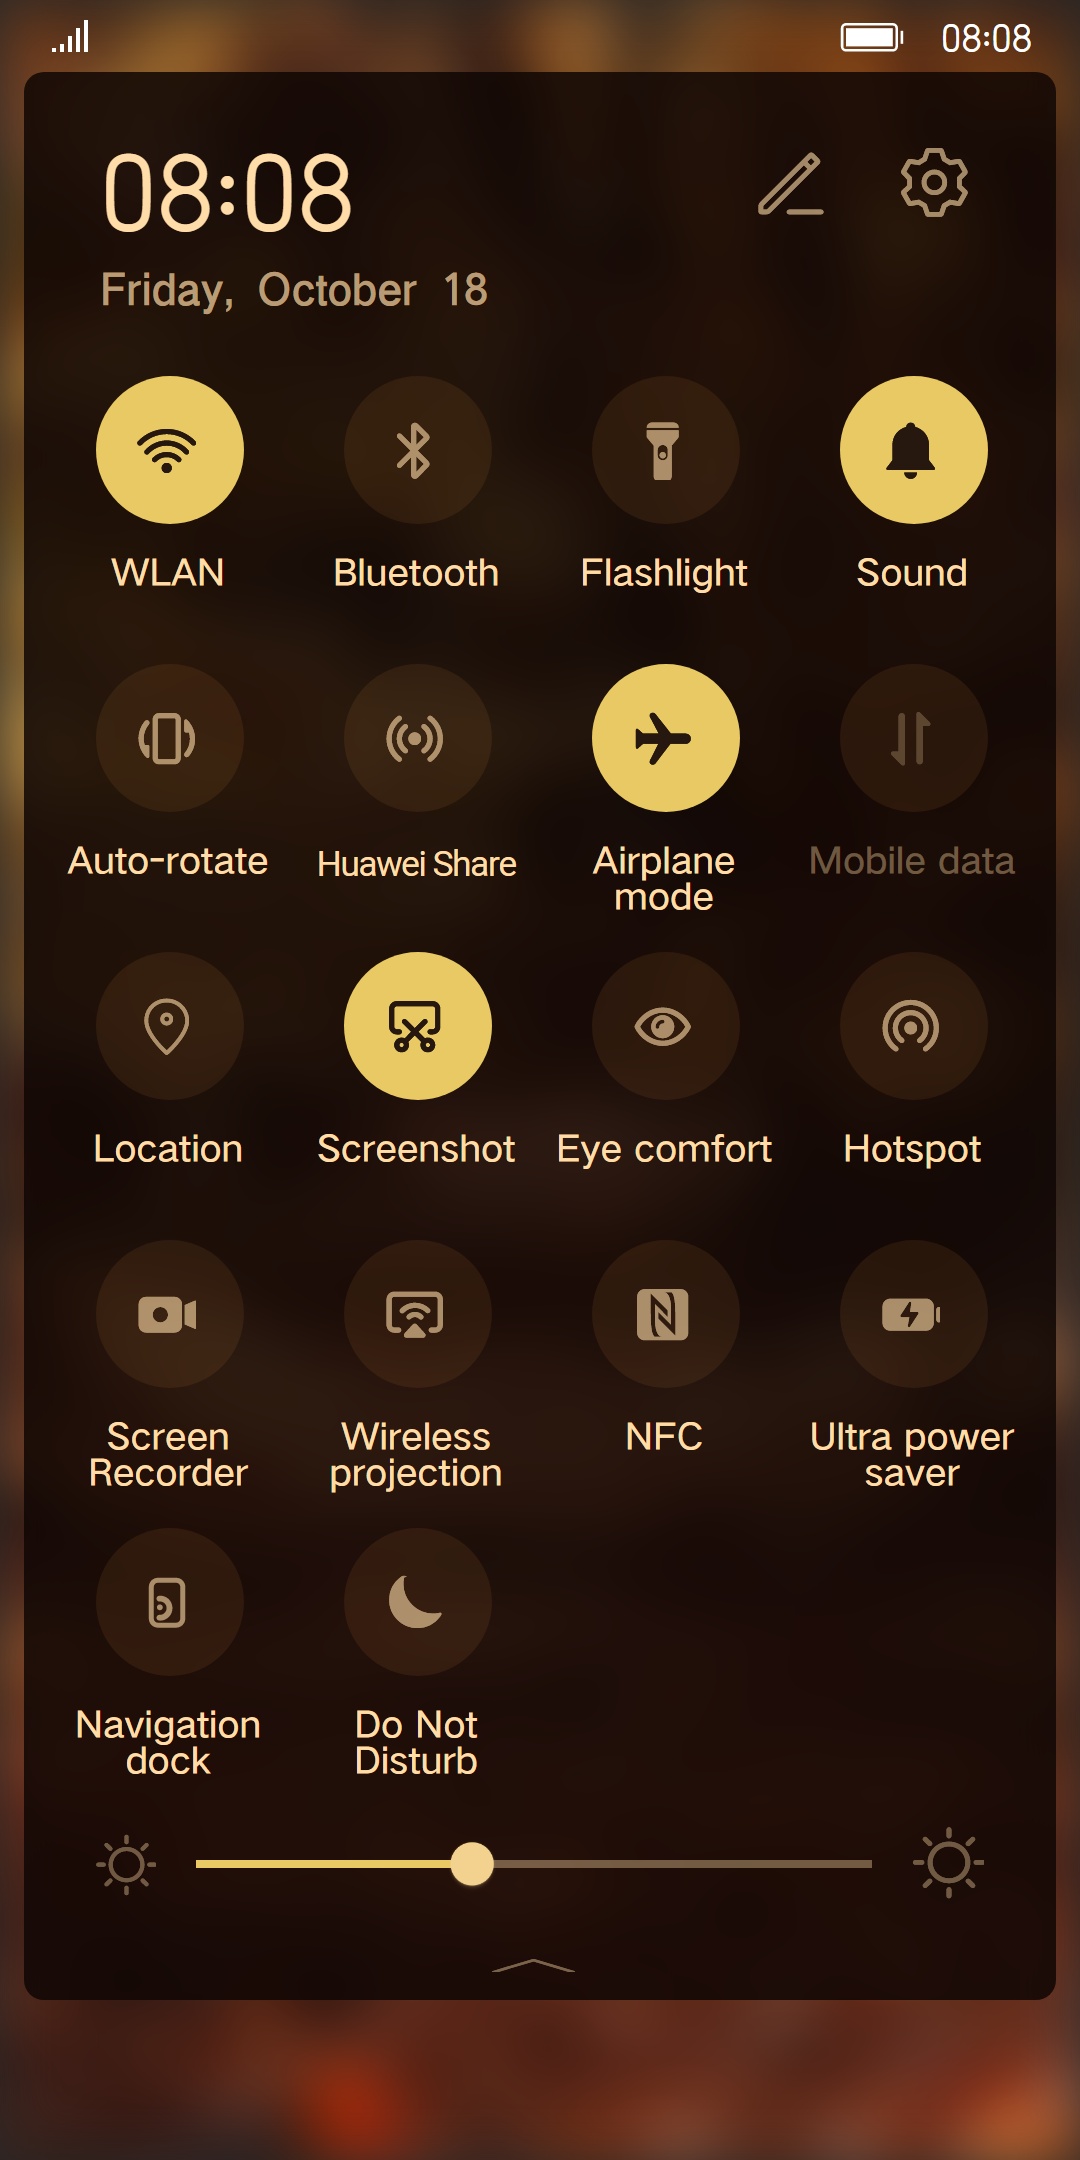 08:08
08:08
Friday, October 18
WLAN
Bluetooth
Flashlight
Sound
Auto-rotate
Huawei Share
Airplane
mode
Mobile data
Location
Screenshot
Eye comfort
Hotspot
Screen
Recorder
Wireless
projection
NFC
Ultra power
saver
Navigation
dock
Do Not
Disturb